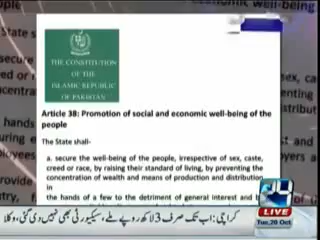 THE CONSTITUTION
OF THE
ISLAMIC REPUBLIC
OF PAKISTAN
Article 38: Promotion of social and economic well-being of the
people
The State shall-
a. secure the well-being of the people, irrespective of sex, caste,
creed or race, by raising their standard of living, by preventing the
concentration of wealth and means of production and distribution
in
the hands of a few to the detriment of general interest and
24
LIVE
Tue,20 Oct
کراچی: اب تک صرف 3 لاکھ روپے ملے، سیکیورٹی بھی نہیں دی گئی، وکلا